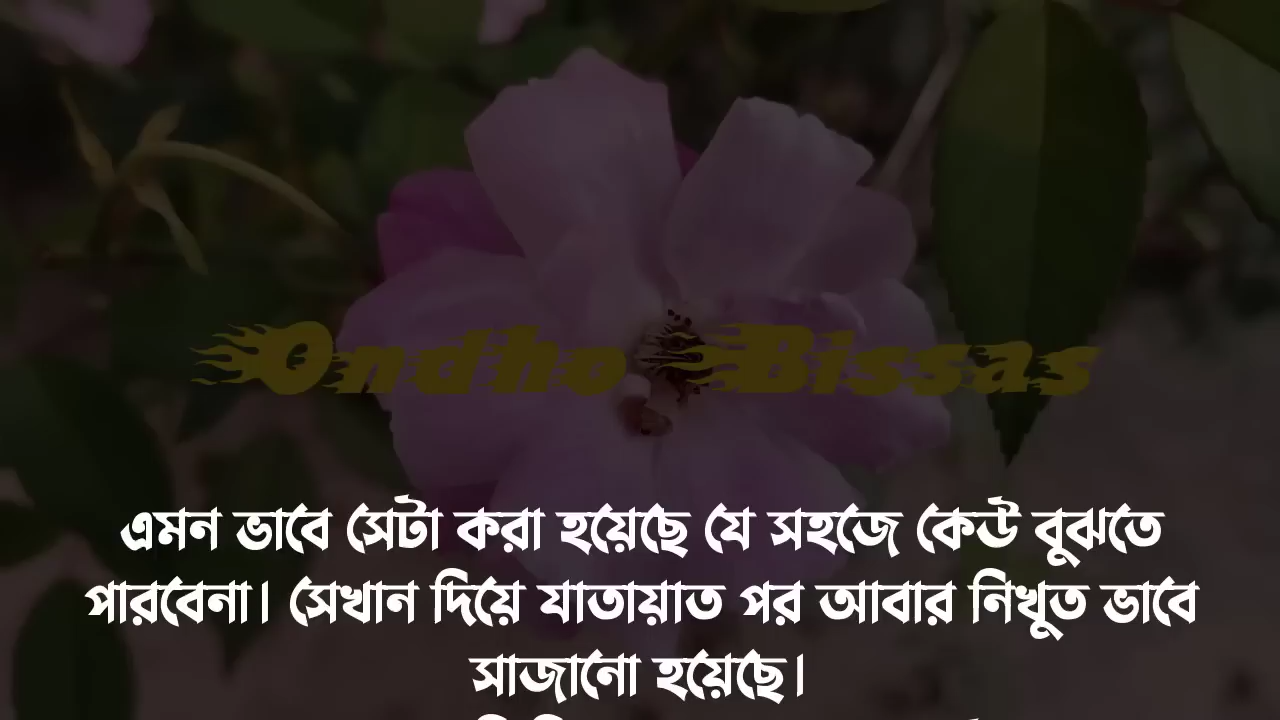 Ondho Bissas
এমন ভাবে সেটা করা হয়েছে যে সহজে কেউ বুঝতে
পারবেনা। সেখান দিয়ে যাতায়াত পর আবার নিখুত ভাবে
সাজানো হয়েছে।